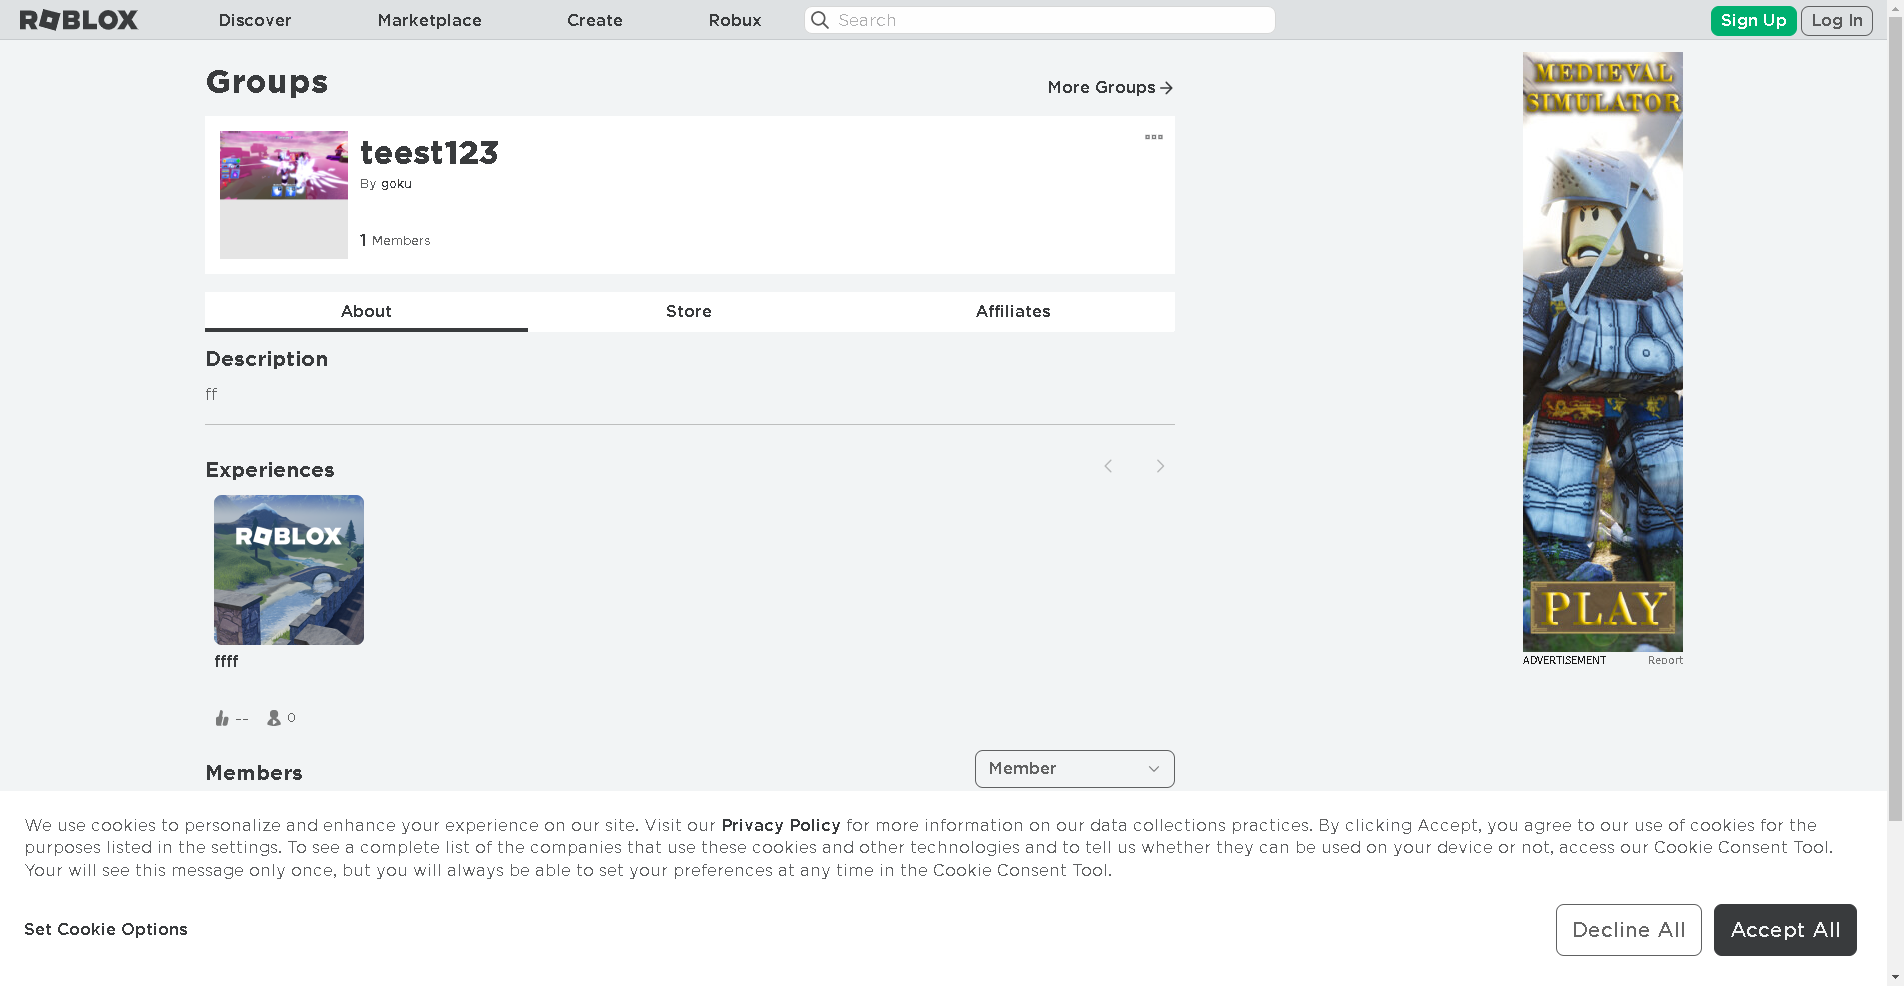 ROBLOX
Discover
Marketplace
Create
Robux
Search
Sign Up
Log In
Groups
More Groups
teest123
By goku
1 Members
About
Store
Affiliates
Description
ff
Experiences
ROBLOX
ffff
--
0
Members
Member
MEDIEVAL
SIMULATOR
PLAY
ADVERTISEMENT
Report
We use cookies to personalize and enhance your experience on our site. Visit our Privacy Policy for more information on our data collections practices. By clicking Accept, you agree to our use of cookies for the
purposes listed in the settings. To see a complete list of the companies that use these cookies and other technologies and to tell us whether they can be used on your device or not, access our Cookie Consent Tool.
Your will see this message only once, but you will always be able to set your preferences at any time in the Cookie Consent Tool.
Set Cookie Options
Decline All
Accept All